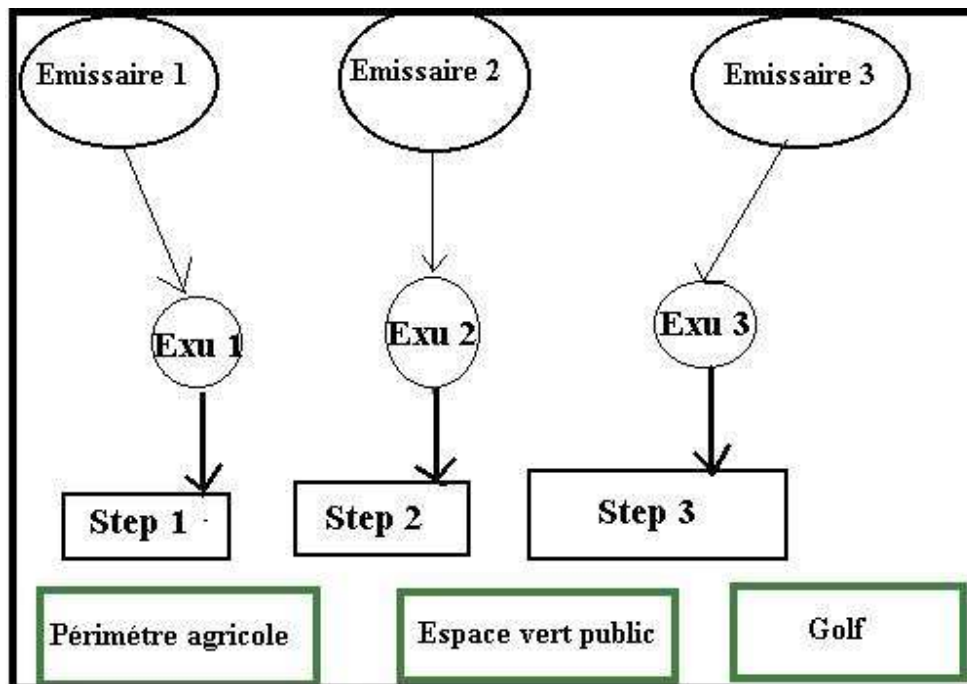 Emissaire 1
Emissaire 2
Emissaire 3
Exu 1
Exu 2
Exu 3
Step 1
Step 2
Step 3
Périmétre agricole
Espace vert public
Golf